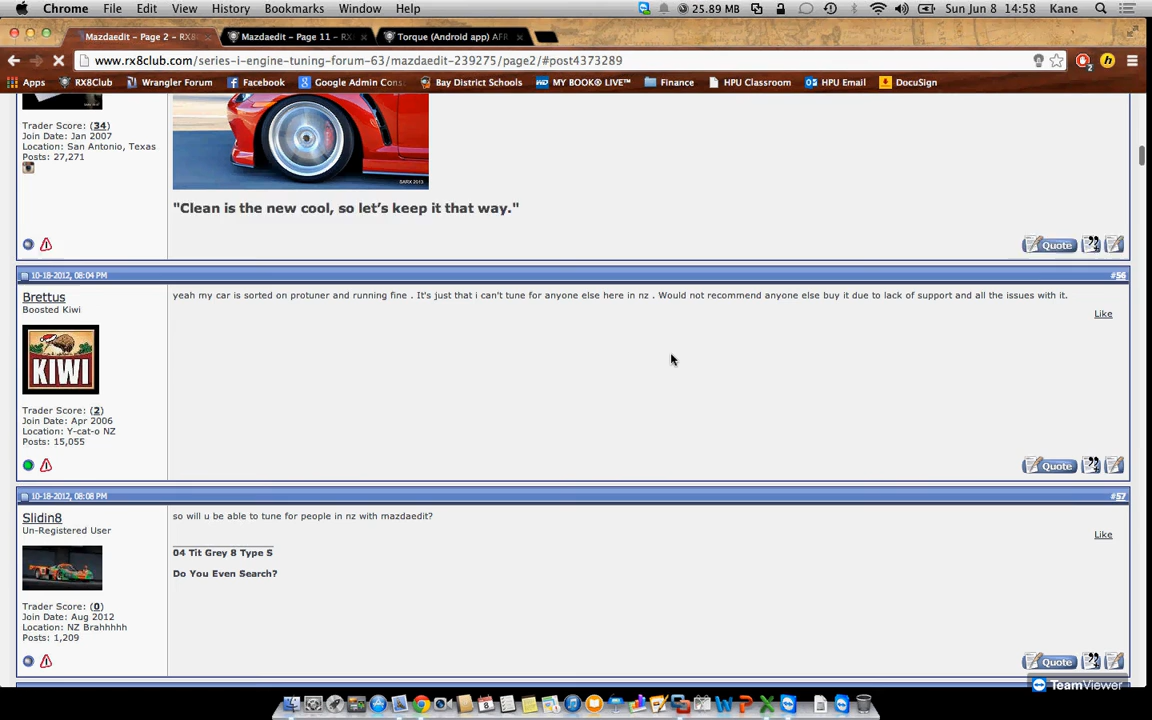 Chrome File Edit View History Bookmarks Window Help 25.89 MB Sun Jun 8 14:58 Kane
Mazdaedit – Page 2 – RX8 Mazdaedit – Page 11 – RX Torque (Android app) AFR
www.rx8club.com/series-i-engine-tuning-forum-63/mazdaedit-239275/page2/#post4373289
Apps RX8Club Wrangler Forum Facebook Google Admin Cons Bay District Schools MY BOOK® LIVE™ Finance HPU Classroom HPU Email DocuSign
Trader Score: (34)
Join Date: Jan 2007
Location: San Antonio, Texas
Posts: 27,271
SARX 2013
"Clean is the new cool, so let's keep it that way."
Quote
10-18-2012, 08:04 PM #56
Brettus
Boosted Kiwi
yeah my car is sorted on protuner and running fine . It's just that i can't tune for anyone else here in nz . Would not recommend anyone else buy it due to lack of support and all the issues with it.
Like
KIWI
Trader Score: (2)
Join Date: Apr 2006
Location: Y-cat-o NZ
Posts: 15,055
Quote
10-18-2012, 08:08 PM #57
Slidin8
Un-Registered User
so will u be able to tune for people in nz with mazdaedit?
Like
04 Tit Grey 8 Type S
Do You Even Search?
Trader Score: (0)
Join Date: Aug 2012
Location: NZ Brahhhhh
Posts: 1,209
Quote
TeamViewer